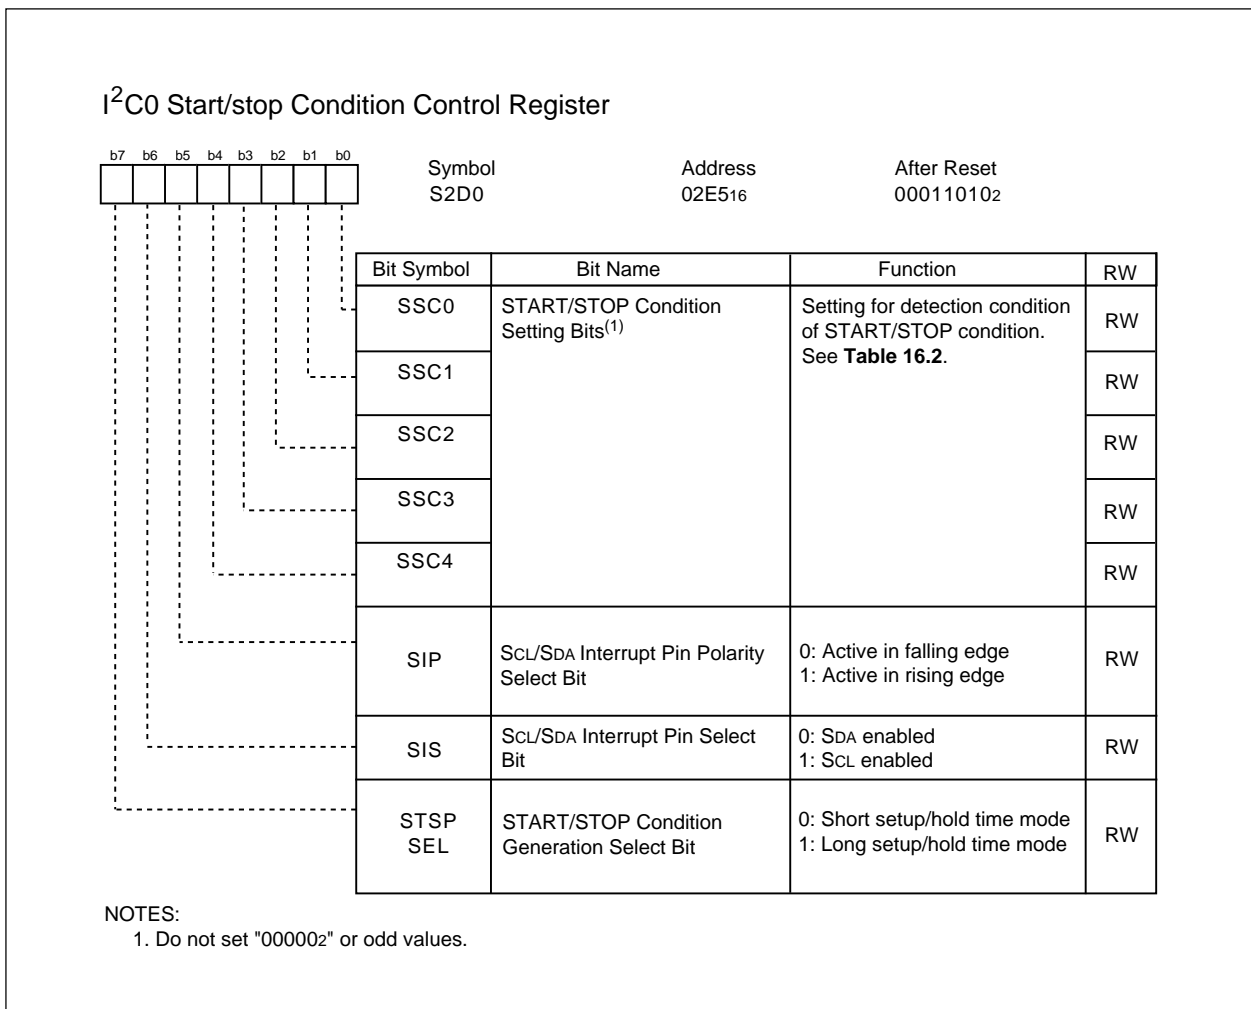 I2C0 Start/stop Condition Control Register
b7 b6 b5 b4 b3 b2 b1 b0
Symbol Address After Reset
S2D0 02E516 000110102
Bit Symbol Bit Name Function RW
SSC0 START/STOP Condition Setting for detection condition RW
Setting Bits(1) of START/STOP condition.
See Table 16.2.
SSC1 RW
SSC2 RW
SSC3 RW
SSC4 RW
SIP SCL/SDA Interrupt Pin Polarity 0: Active in falling edge RW
Select Bit 1: Active in rising edge
SIS SCL/SDA Interrupt Pin Select 0: SDA enabled RW
Bit 1: SCL enabled
STSP START/STOP Condition 0: Short setup/hold time mode RW
SEL Generation Select Bit 1: Long setup/hold time mode
NOTES:
1. Do not set "000002" or odd values.